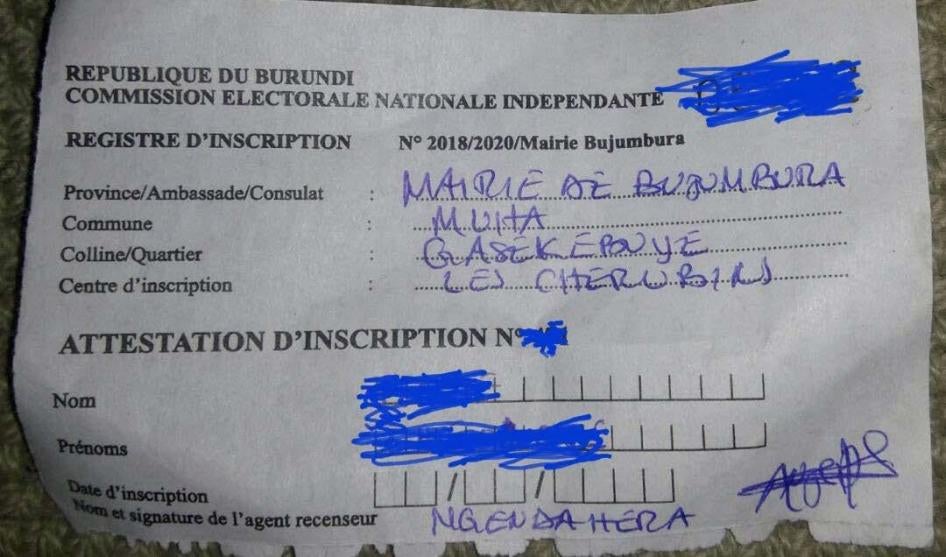 REPUBLIQUE DU BURUNDI
COMMISSION ELECTORALE NATIONALE INDEPENDANTE
REGISTRE D'INSCRIPTION N° 2018/2020/Mairie Bujumbura
Province/Ambassade/Consulat : MAIRIE DE BUJUMBURA
Commune : MUHA
Colline/Quartier : GASEKEBUYE
Centre d'inscription : LES CHERUBINS
ATTESTATION D'INSCRIPTION N°
Nom
Prénoms
Date d'inscription / /
Nom et signature de l'agent recenseur NGENDAHERA